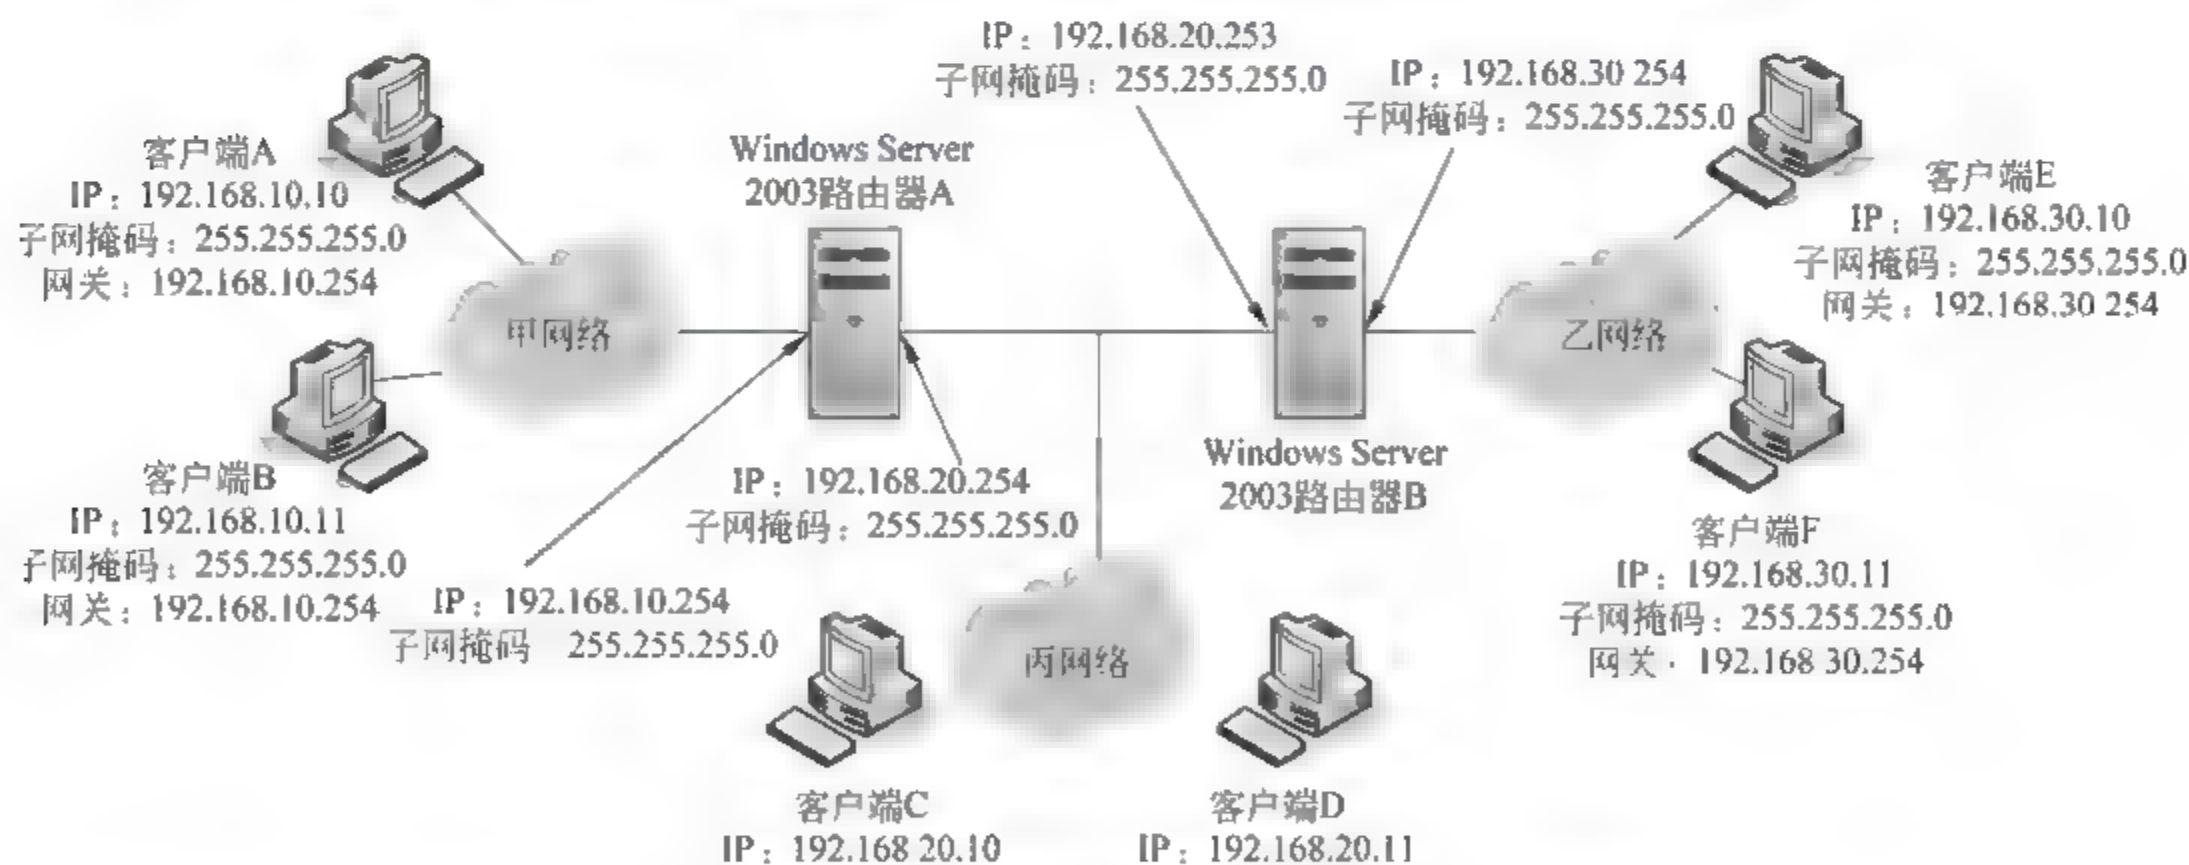 IP：192.168.20.253
子网掩码：255.255.255.0
IP：192.168.30 254
子网掩码：255.255.255.0
客户端A
IP：192.168.10.10
子网掩码：255.255.255.0
网关：192.168.10.254
Windows Server
2003路由器A
客户端E
IP：192.168.30.10
子网掩码：255.255.255.0
网关：192.168.30 254
甲网络
乙网络
客户端B
IP：192.168.10.11
子网掩码：255.255.255.0
网关：192.168.10.254
IP：192.168.20.254
子网掩码：255.255.255.0
Windows Server
2003路由器B
IP：192.168.10.254
子网掩码 255.255.255.0
客户端F
IP：192.168.30.11
子网掩码：255.255.255.0
网关· 192.168 30.254
丙网络
客户端C
IP：192.168 20.10
客户端D
IP：192.168.20.11